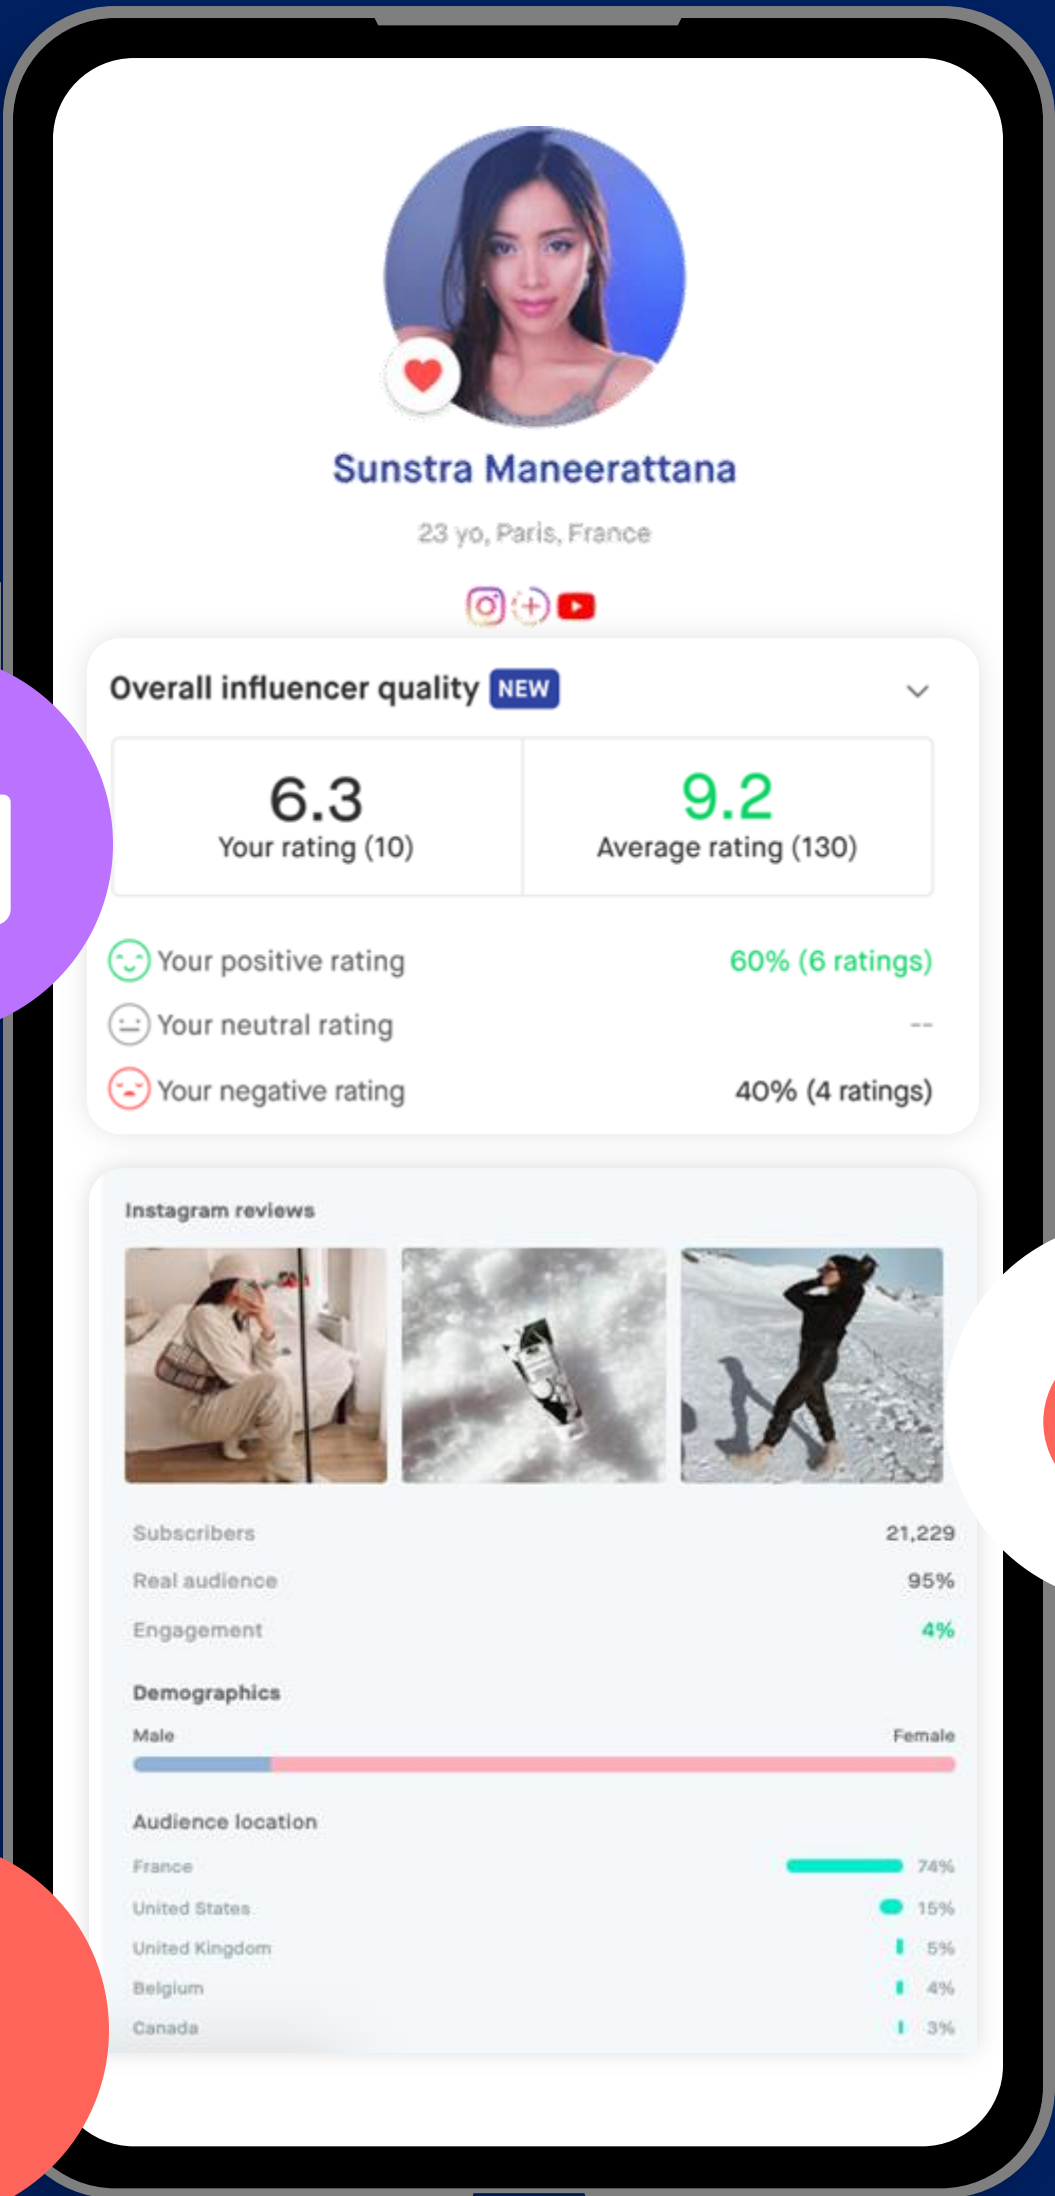 Sunstra Maneerattana
23 yo, Paris, France
Overall influencer quality NEW
6.3
Your rating (10)
9.2
Average rating (130)
Your positive rating 60% (6 ratings)
Your neutral rating --
Your negative rating 40% (4 ratings)
Instagram reviews
Subscribers 21,229
Real audience 95%
Engagement 4%
Demographics
Male Female
Audience location
France 74%
United States 15%
United Kingdom 5%
Belgium 4%
Canada 3%